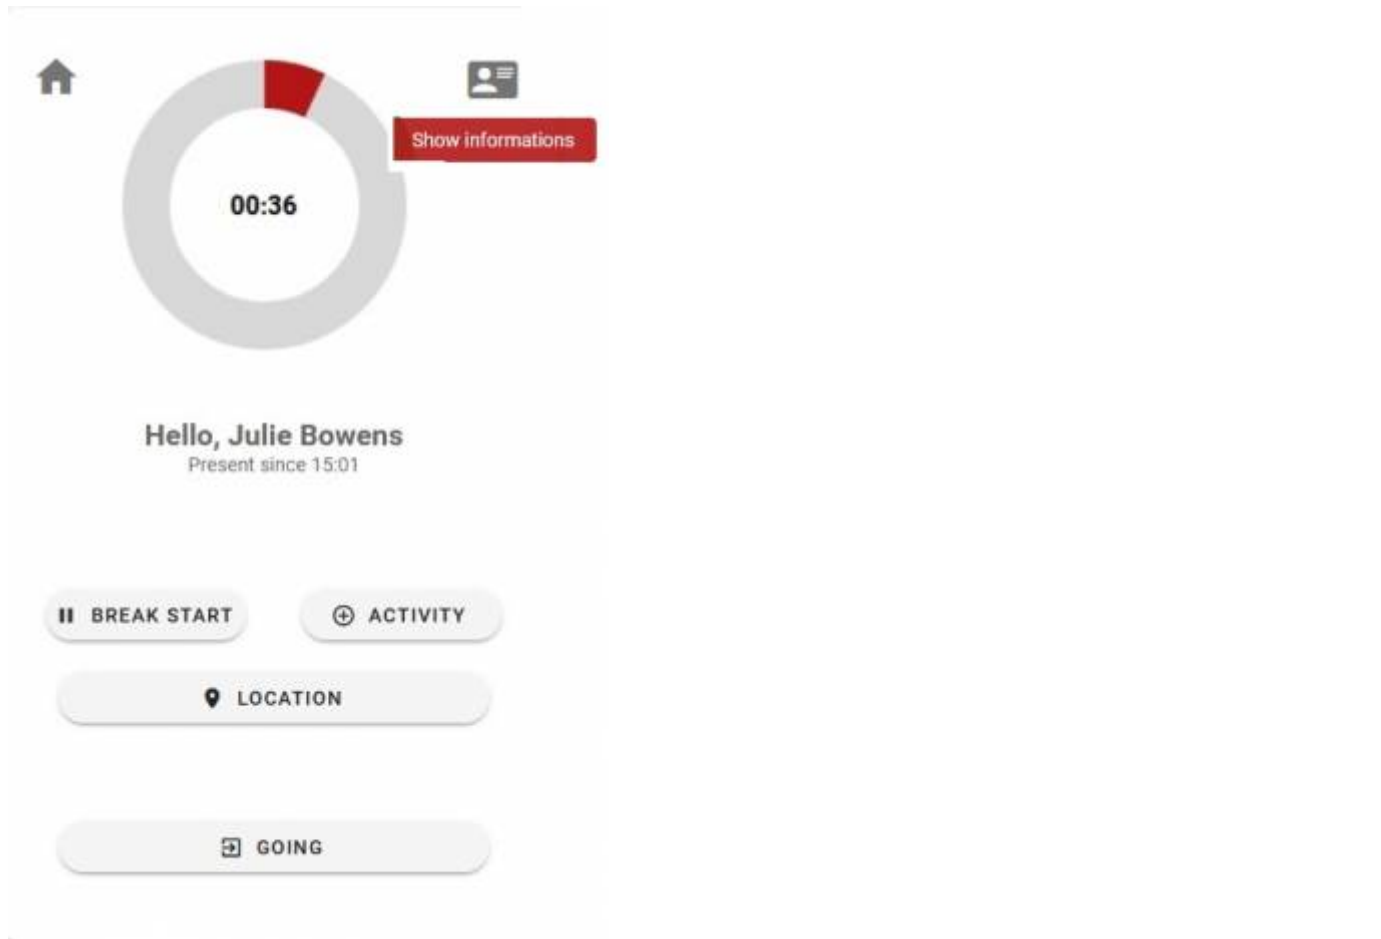 Show informations
00:36
Hello, Julie Bowens
Present since 15:01
BREAK START
ACTIVITY
LOCATION
GOING